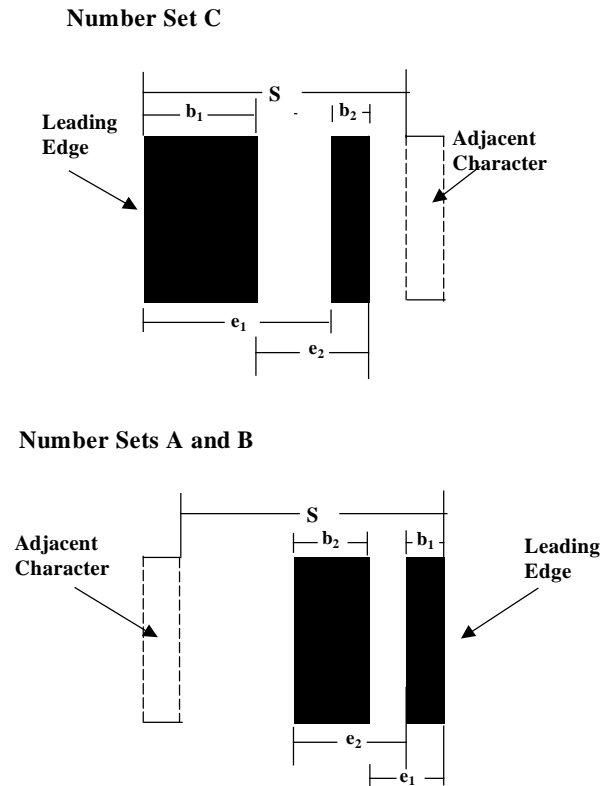 Number Set C
S
b1 b2
Leading
Edge
Adjacent
Character
e1
e2
Number Sets A and B
S
b2 b1
Adjacent
Character
Leading
Edge
e2
e1